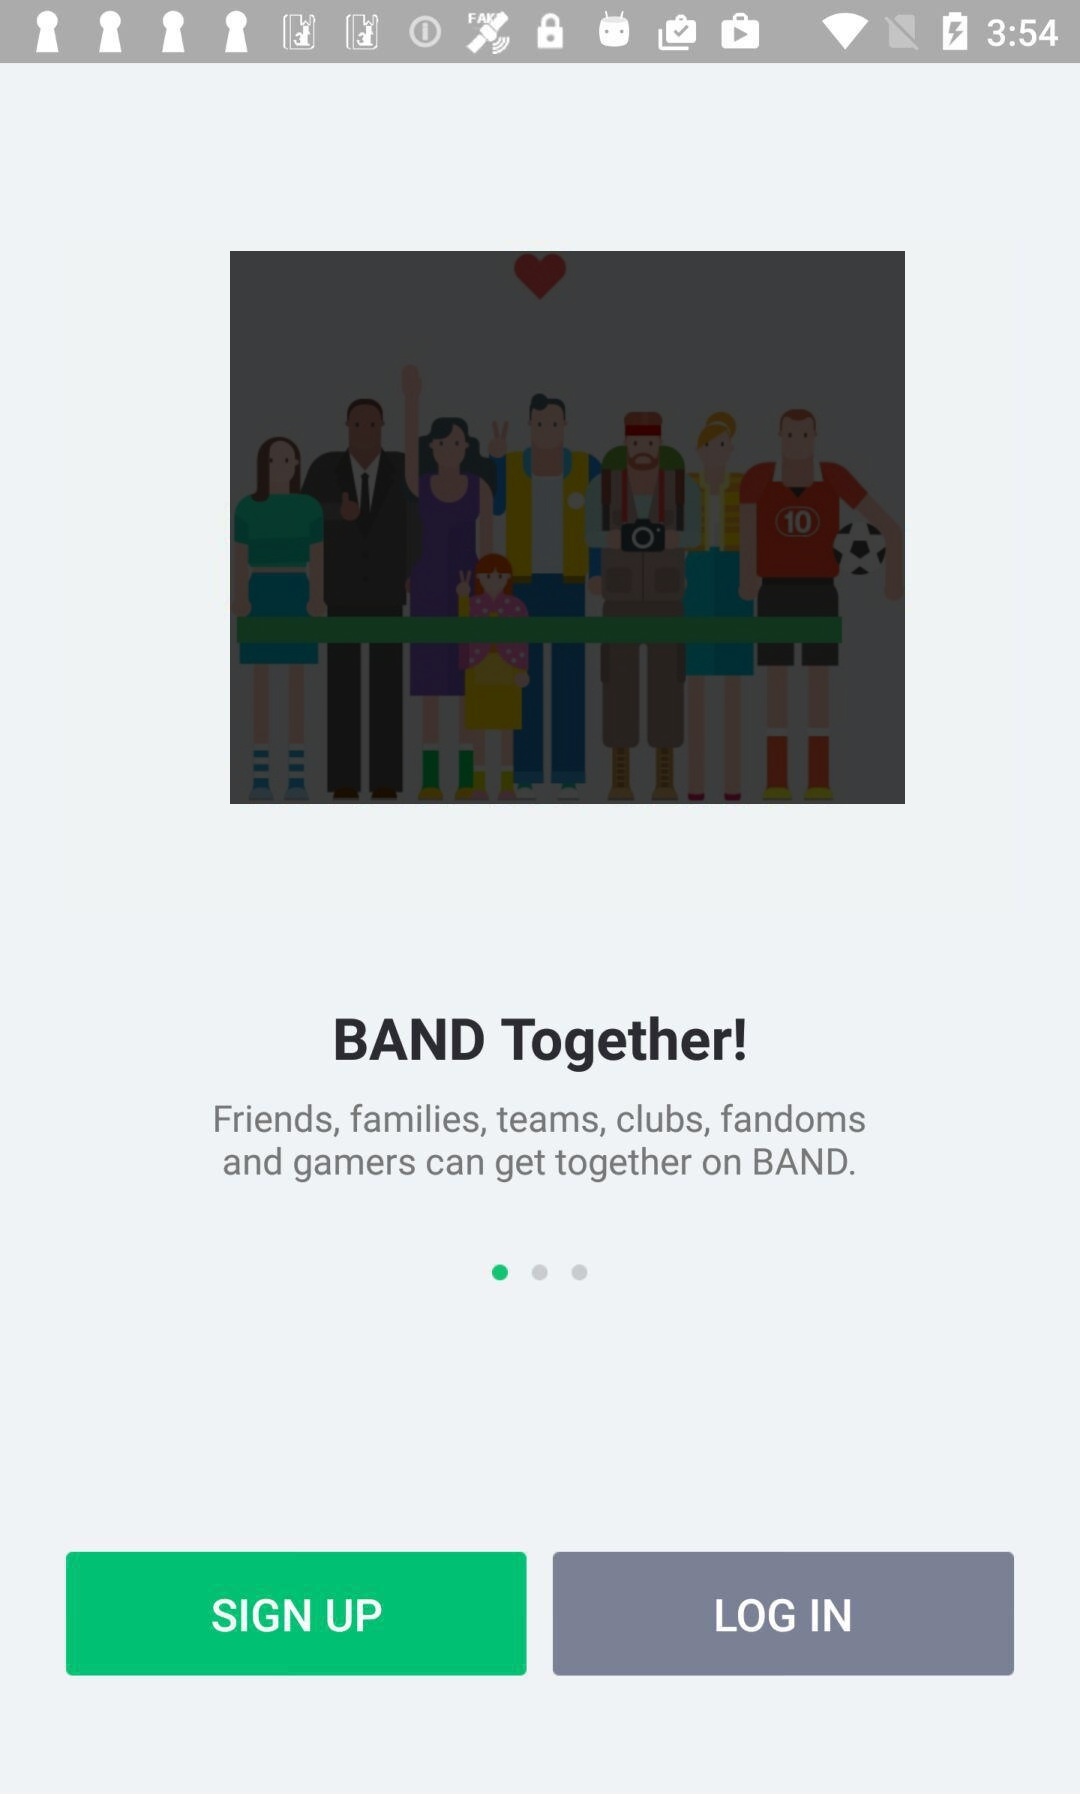 FAKE
3:54
10
BAND Together!
Friends, families, teams, clubs, fandoms
and gamers can get together on BAND.
SIGN UP
LOG IN